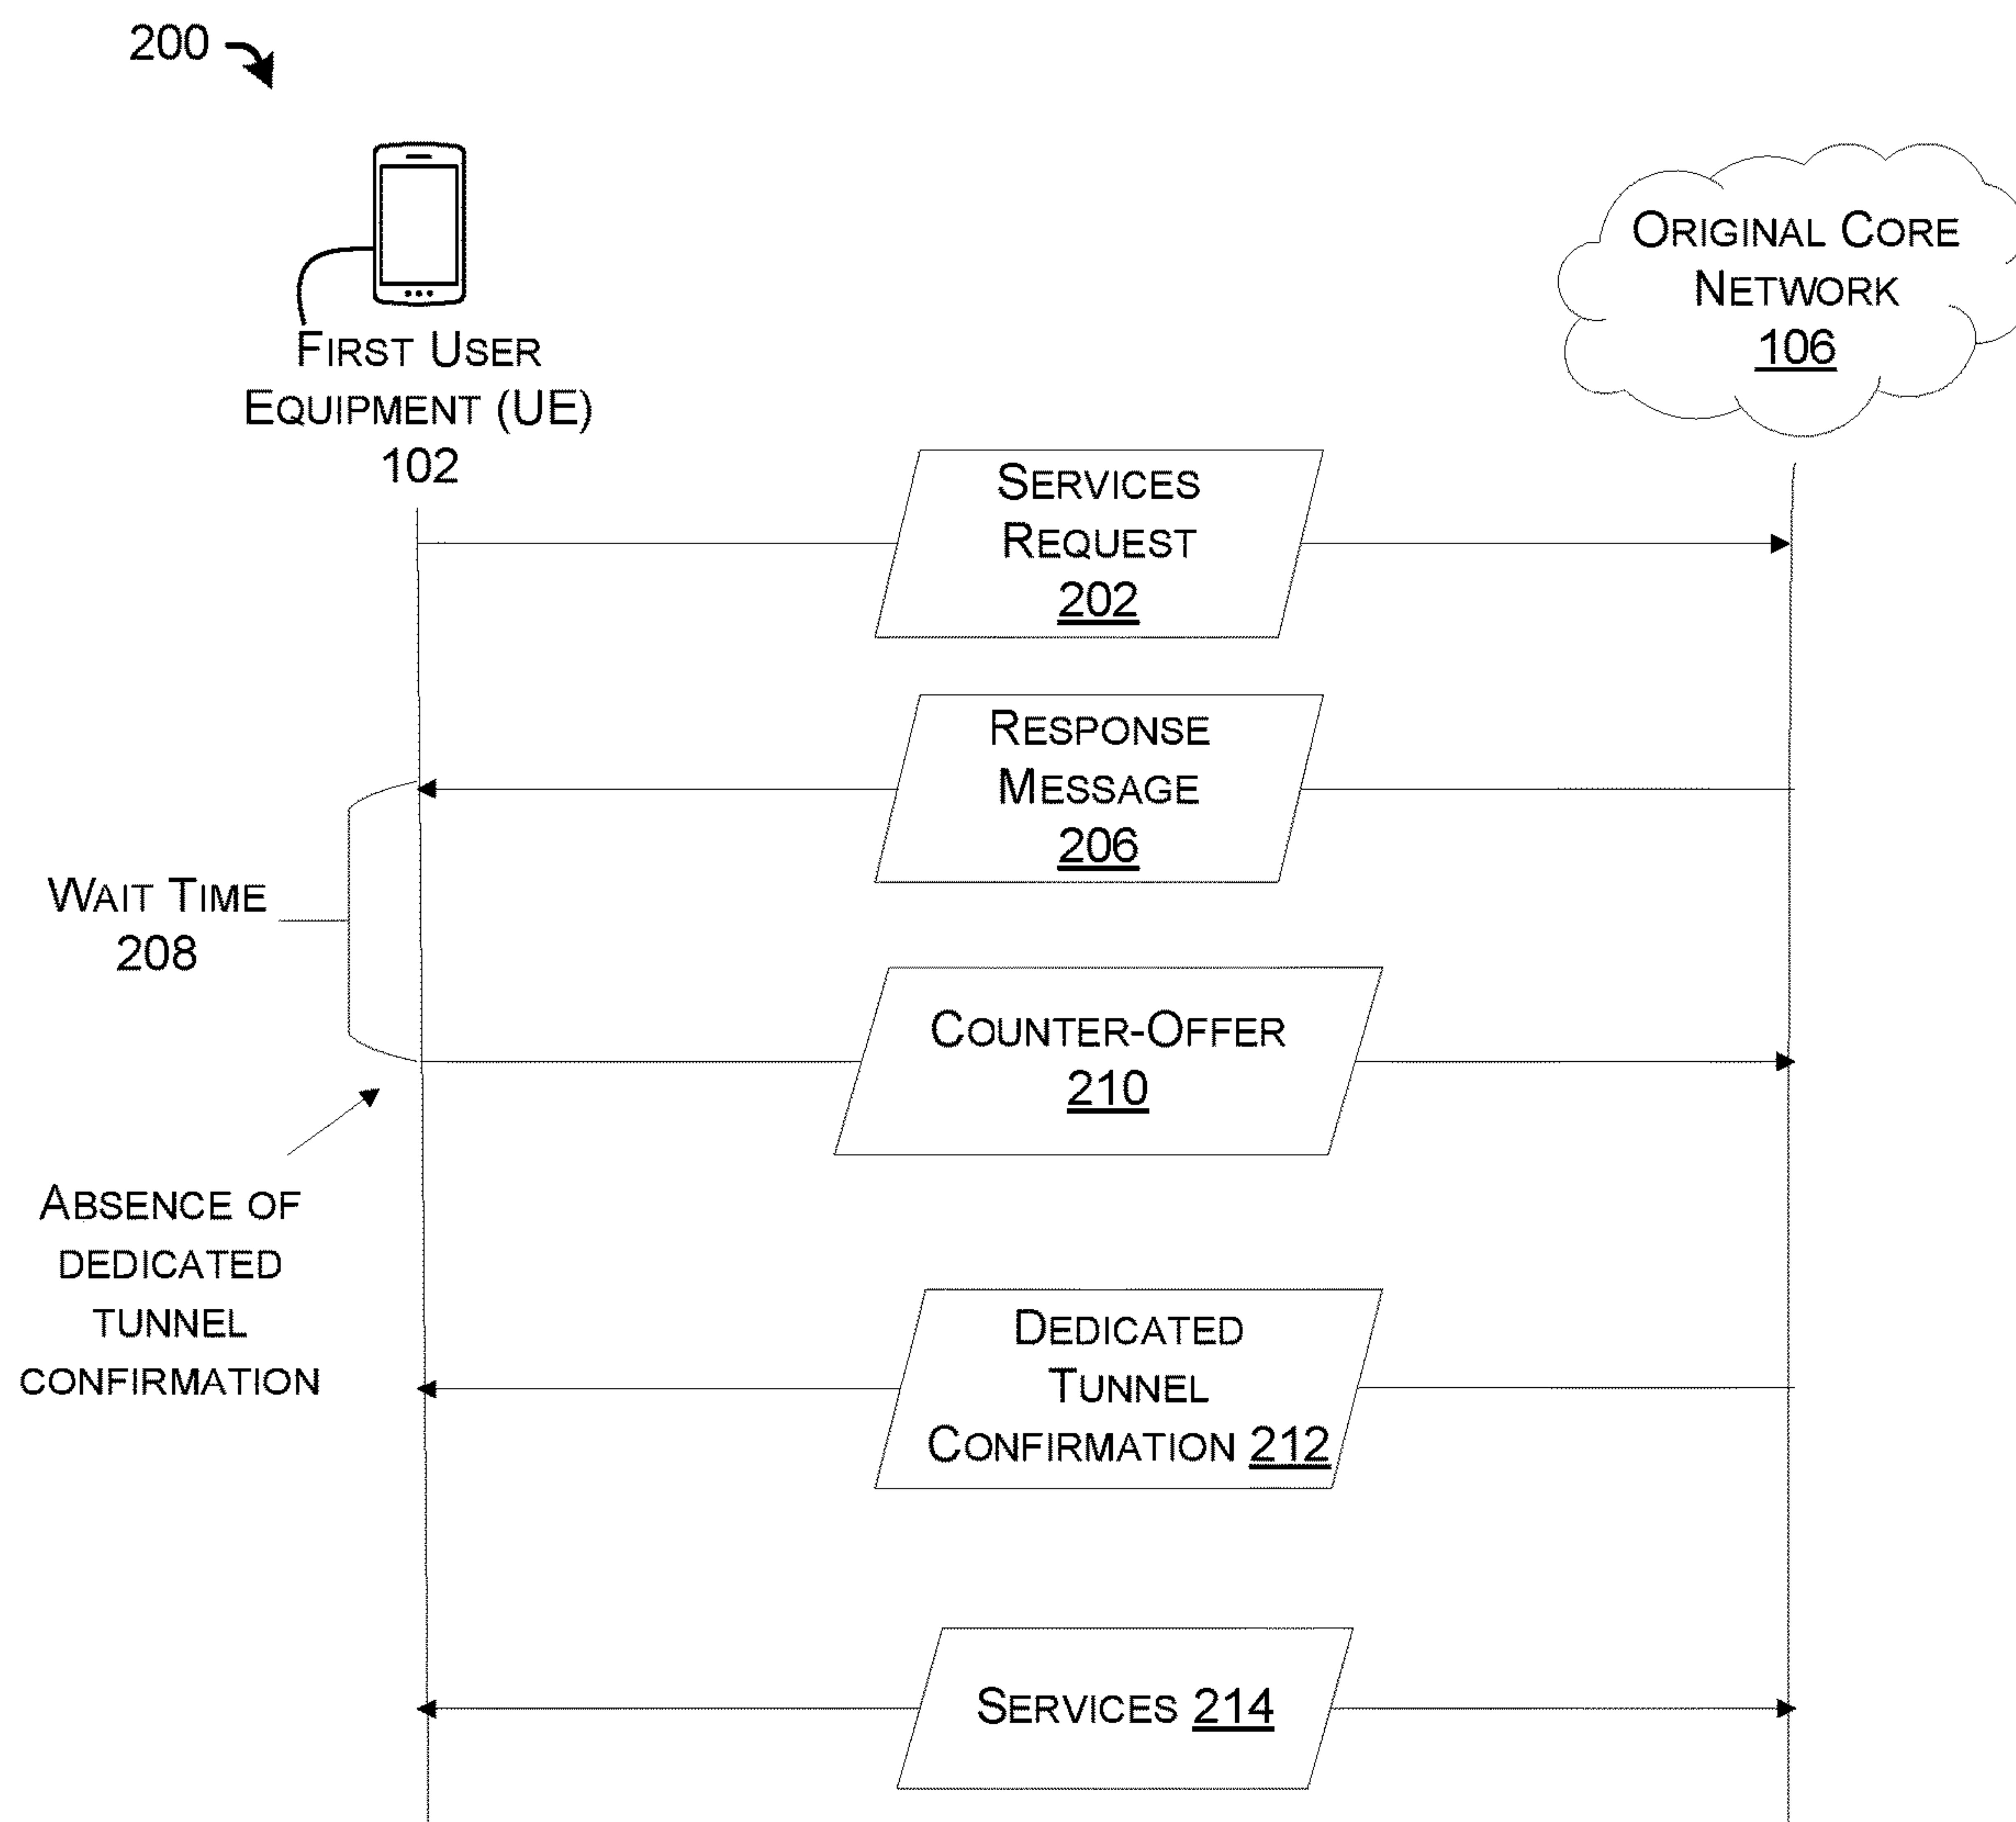 200
FIRST USER
EQUIPMENT (UE)
102
ORIGINAL CORE
NETWORK
106
SERVICES
REQUEST
202
RESPONSE
MESSAGE
206
WAIT TIME
208
COUNTER-OFFER
210
ABSENCE OF
DEDICATED
TUNNEL
CONFIRMATION
DEDICATED
TUNNEL
CONFIRMATION 212
SERVICES 214